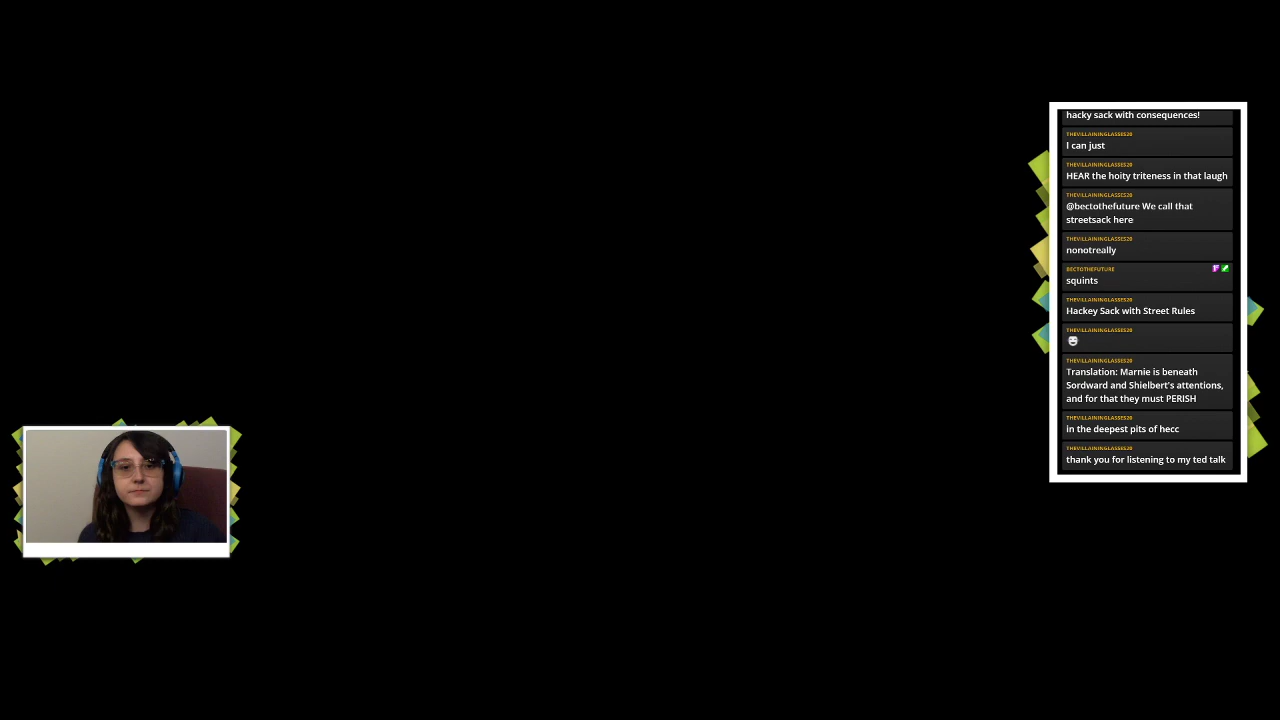 hacky sack with consequences!
THEVILLAININGLASSES20
I can just
THEVILLAININGLASSES20
HEAR the hoity triteness in that laugh
THEVILLAININGLASSES20
@bectothefuture We call that
streetsack here
THEVILLAININGLASSES20
nonotreally
BECTOTHEFUTURE
squints
THEVILLAININGLASSES20
Hackey Sack with Street Rules
THEVILLAININGLASSES20
THEVILLAININGLASSES20
Translation: Marnie is beneath
Sordward and Shielbert's attentions,
and for that they must PERISH
THEVILLAININGLASSES20
in the deepest pits of hecc
THEVILLAININGLASSES20
thank you for listening to my ted talk